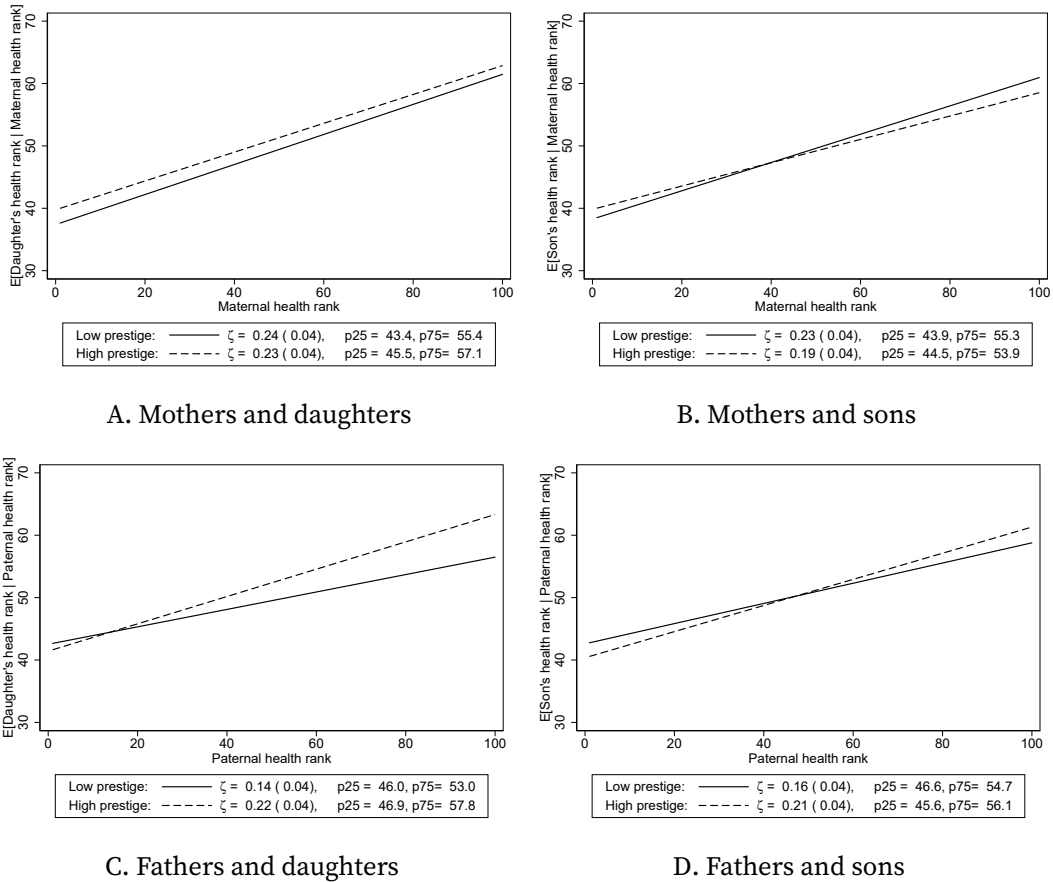 E[Daughter's health rank | Maternal health rank]
70
60
50
40
30
0 20 40 60 80 100
Maternal health rank
Low prestige: ζ = 0.24 ( 0.04), p25 = 43.4, p75= 55.4
High prestige: ζ = 0.23 ( 0.04), p25 = 45.5, p75= 57.1
A. Mothers and daughters
E[Son's health rank | Maternal health rank]
70
60
50
40
30
0 20 40 60 80 100
Maternal health rank
Low prestige: ζ = 0.23 ( 0.04), p25 = 43.9, p75= 55.3
High prestige: ζ = 0.19 ( 0.04), p25 = 44.5, p75= 53.9
B. Mothers and sons
E[Daughter's health rank | Paternal health rank]
70
60
50
40
30
0 20 40 60 80 100
Paternal health rank
Low prestige: ζ = 0.14 ( 0.04), p25 = 46.0, p75= 53.0
High prestige: ζ = 0.22 ( 0.04), p25 = 46.9, p75= 57.8
C. Fathers and daughters
E[Son's health rank | Paternal health rank]
70
60
50
40
30
0 20 40 60 80 100
Paternal health rank
Low prestige: ζ = 0.16 ( 0.04), p25 = 46.6, p75= 54.7
High prestige: ζ = 0.21 ( 0.04), p25 = 45.6, p75= 56.1
D. Fathers and sons